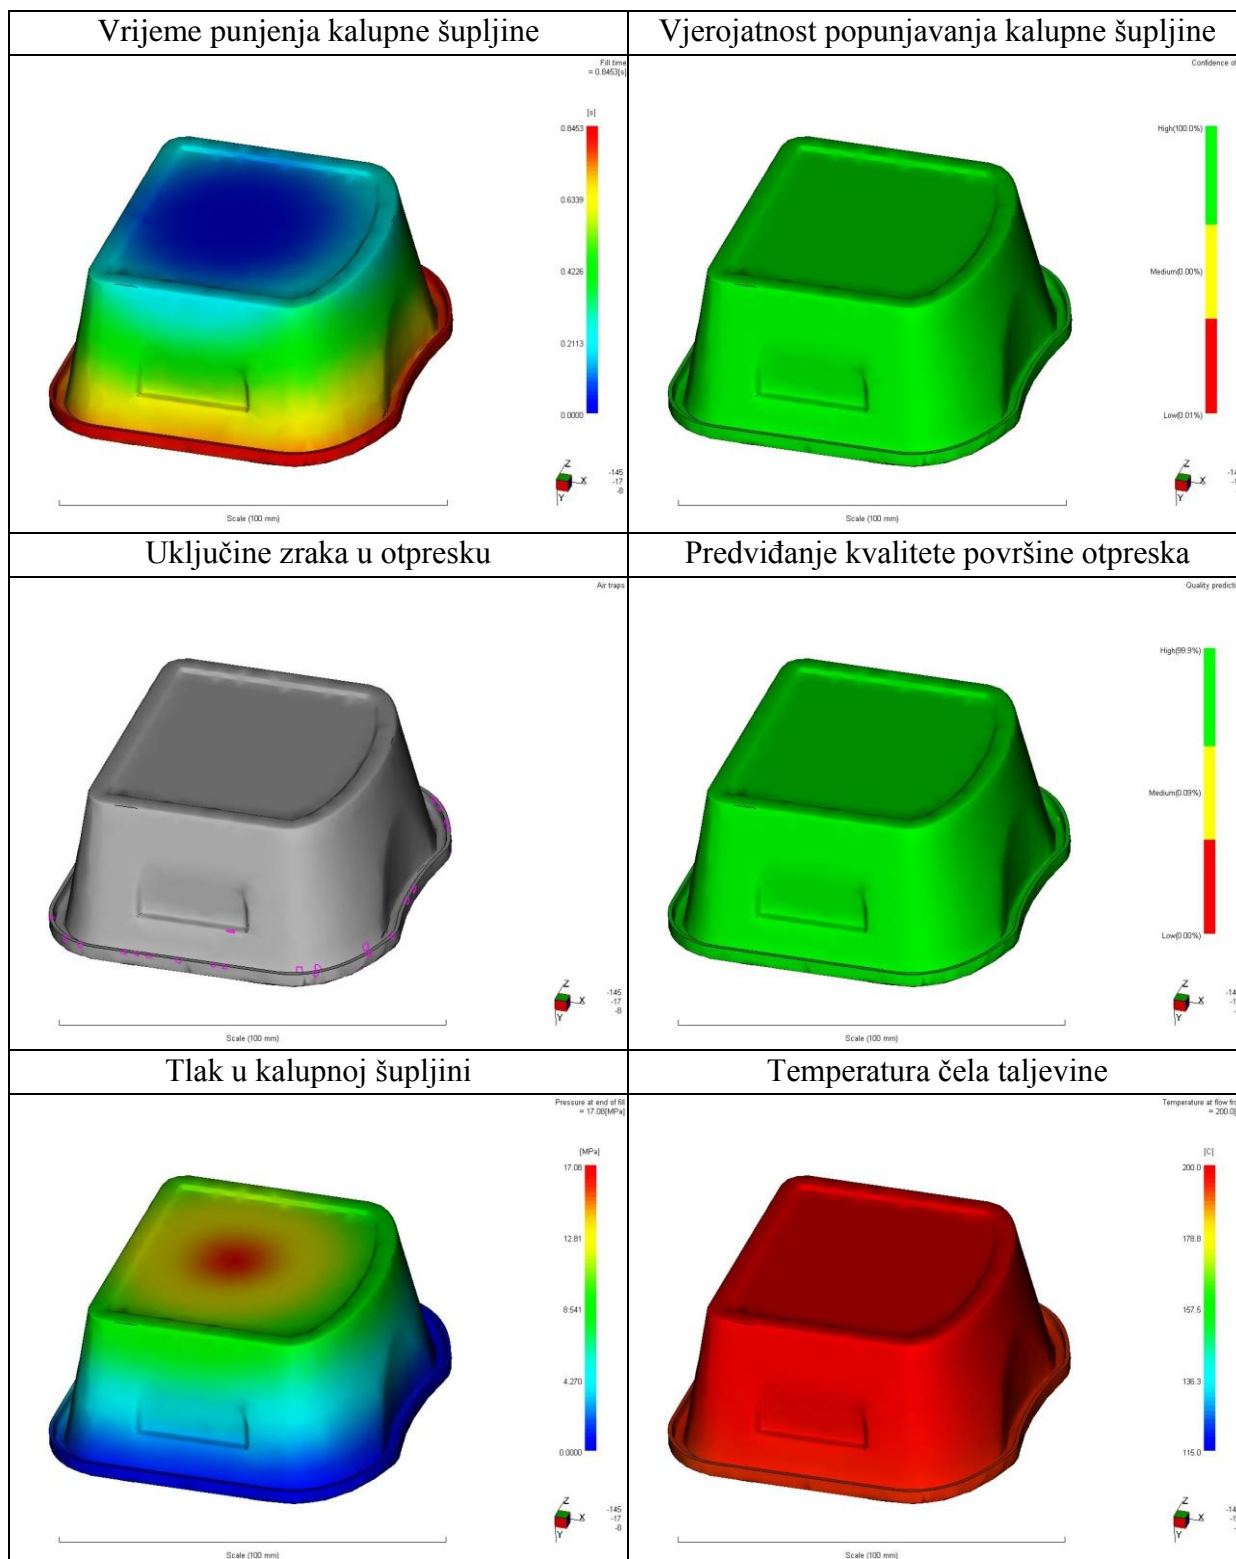 Vrijeme punjenja kalupne šupljine
Vjerojatnost popunjavanja kalupne šupljine
Fill time
= 0.8453[s]
[s]
0.8453
0.6339
0.4226
0.2113
0.0000
-145
-17
-8
Z
X
Y
Scale (100 mm)
Confidence of
High(100.0%)
Medium(0.00%)
Low(0.01%)
Z
X
Y
Scale (100 mm)
Uključine zraka u otpresku
Predviđanje kvalitete površine otpreska
Air traps
-145
-17
-8
Z
X
Y
Scale (100 mm)
Quality predicti
High(99.9%)
Medium(0.09%)
Low(0.00%)
Z
X
Y
Scale (100 mm)
Tlak u kalupnoj šupljini
Temperatura čela taljevine
Pressure at end of fill
= 17.08[MPa]
[MPa]
17.08
12.81
8.541
4.270
0.0000
-145
-17
-8
Z
X
Y
Scale (100 mm)
Temperature at flow fro
= 200.0[
[C]
200.0
178.8
157.5
136.3
115.0
Z
X
Y
Scale (100 mm)